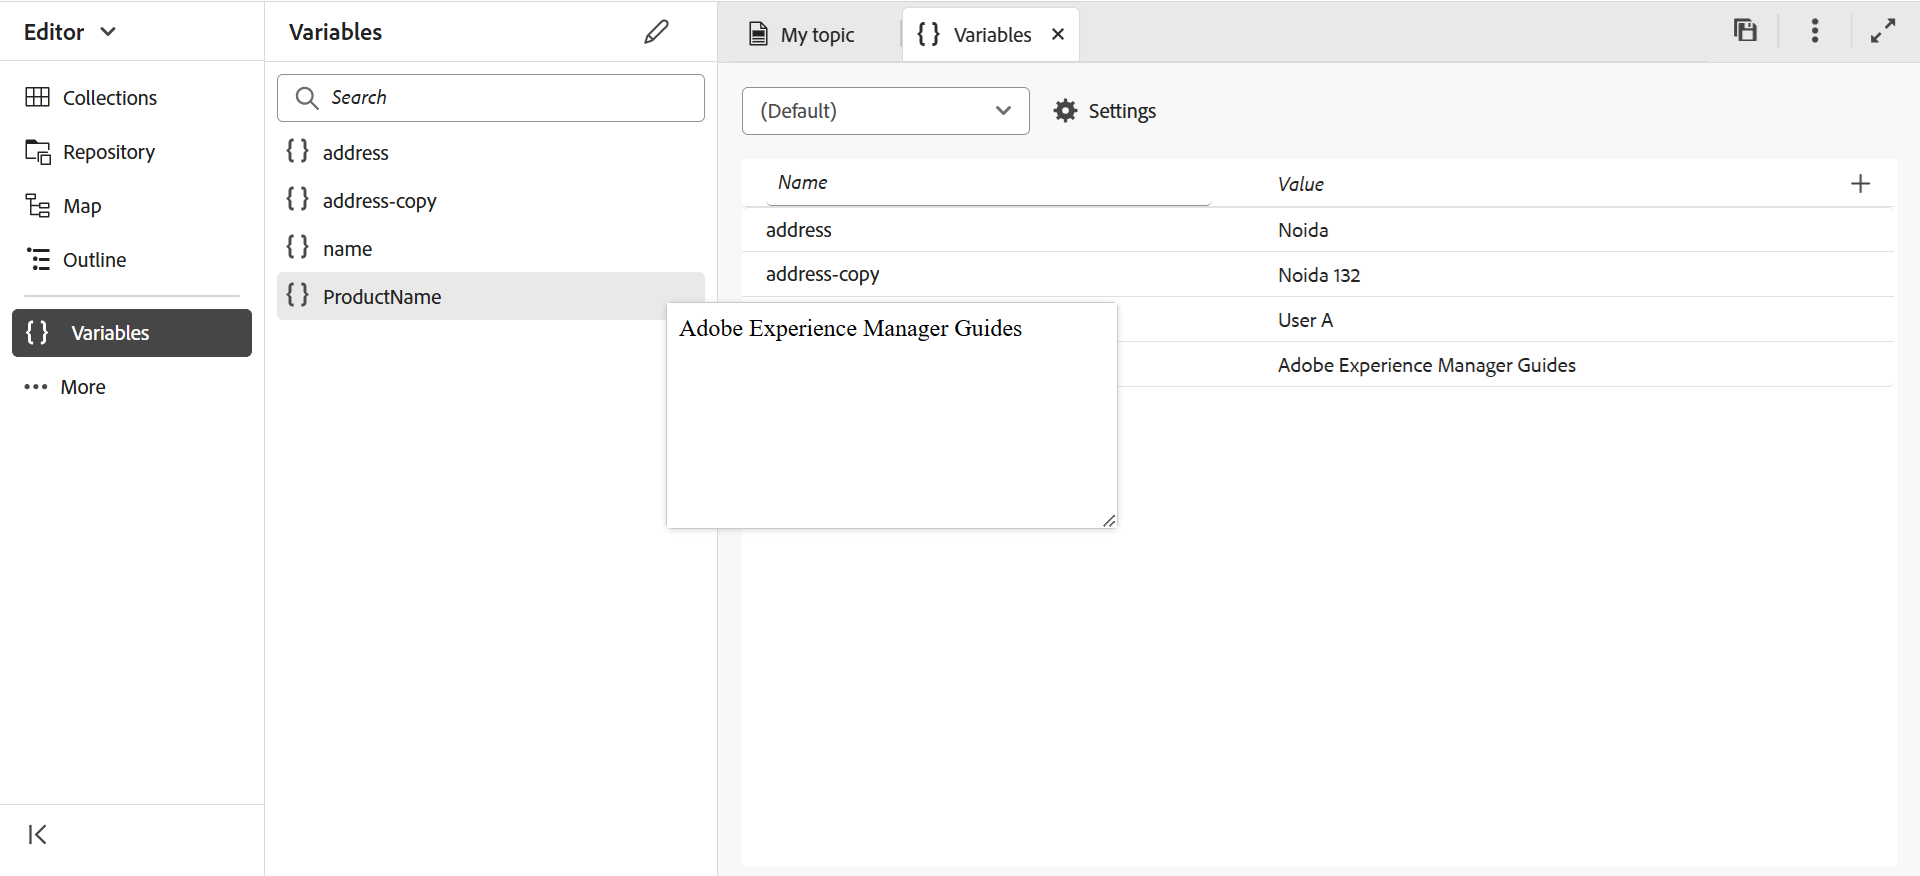 Editor
Collections
Repository
Map
Outline
{ } Variables
More
Variables
Search
{ } address
{ } address-copy
{ } name
{ } ProductName
Adobe Experience Manager Guides
My topic
{ } Variables
(Default)
Settings
Name Value
address Noida
address-copy Noida 132
User A
Adobe Experience Manager Guides